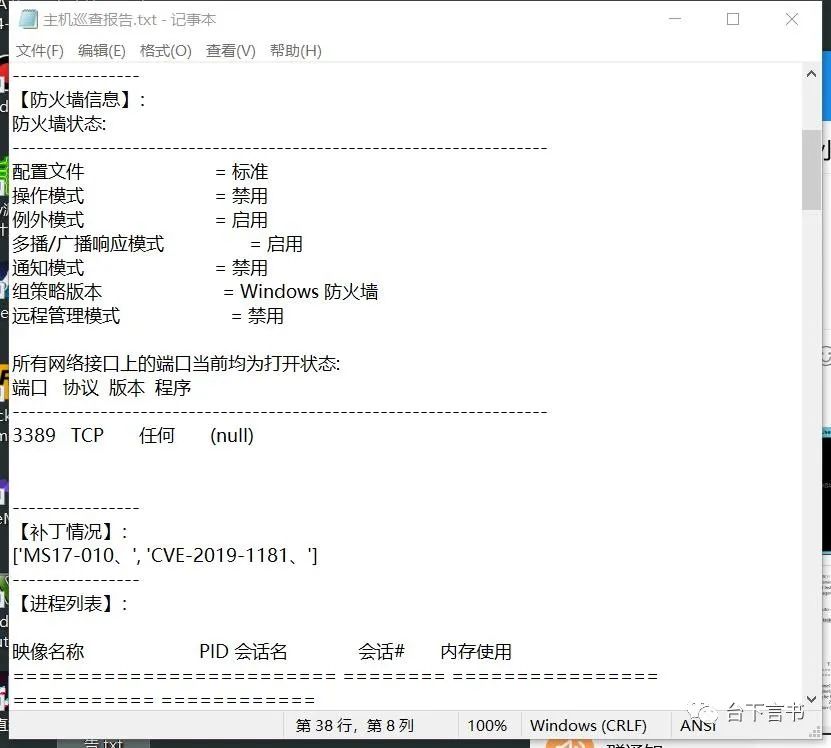 主机巡查报告.txt - 记事本
文件(F) 编辑(E) 格式(O) 查看(V) 帮助(H)
---------------
【防火墙信息】:
防火墙状态:
-------------------------------------------------------------------
配置文件 = 标准
操作模式 = 禁用
例外模式 = 启用
多播/广播响应模式 = 启用
通知模式 = 禁用
组策略版本 = Windows 防火墙
远程管理模式 = 禁用
所有网络接口上的端口当前均为打开状态:
端口 协议 版本 程序
-------------------------------------------------------------------
3389 TCP 任何 (null)
---------------
【补丁情况】:
['MS17-010、', 'CVE-2019-1181、']
---------------
【进程列表】:
映像名称 PID 会话名 会话# 内存使用
========================= ======== ================
=========== ============
第 38 行，第 8 列 100% Windows (CRLF) ANSI
台下言书
告.txt